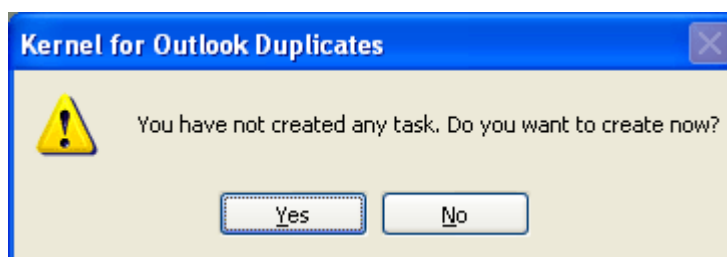 Kernel for Outlook Duplicates
You have not created any task. Do you want to create now?
Yes
No